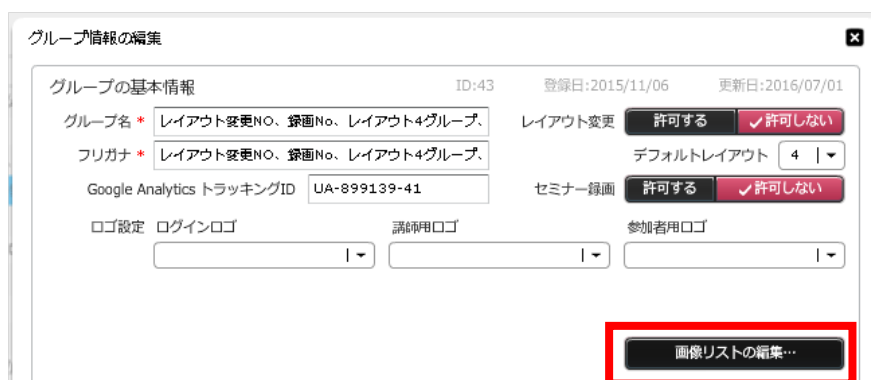 グループ情報の編集
グループの基本情報 ID:43 登録日:2015/11/06 更新日:2016/07/01
グループ名 * レイアウト変更NO、録画No、レイアウト4グループ、 レイアウト変更 許可する ✓許可しない
フリガナ * レイアウト変更NO、録画No、レイアウト4グループ、 デフォルトレイアウト 4
Google Analytics トラッキングID UA-899139-41 セミナー録画 許可する ✓許可しない
ロゴ設定 ログインロゴ 講師用ロゴ 参加者用ロゴ
画像リストの編集…